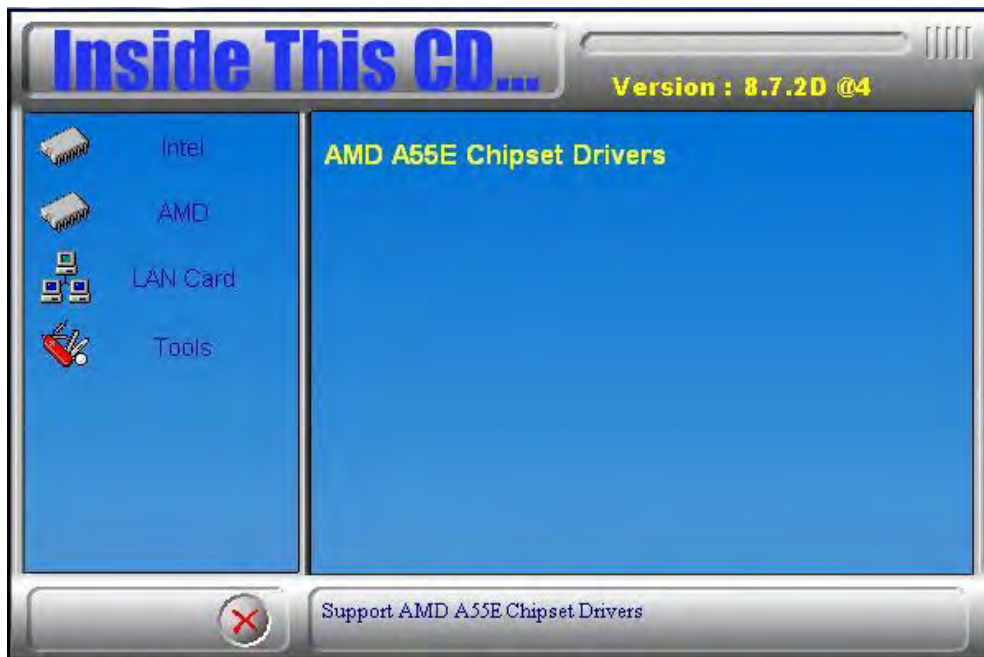 Inside This CD...
Version : 8.7.2D @4
Intel
AMD
LAN Card
Tools
AMD A55E Chipset Drivers
Support AMD A55E Chipset Drivers